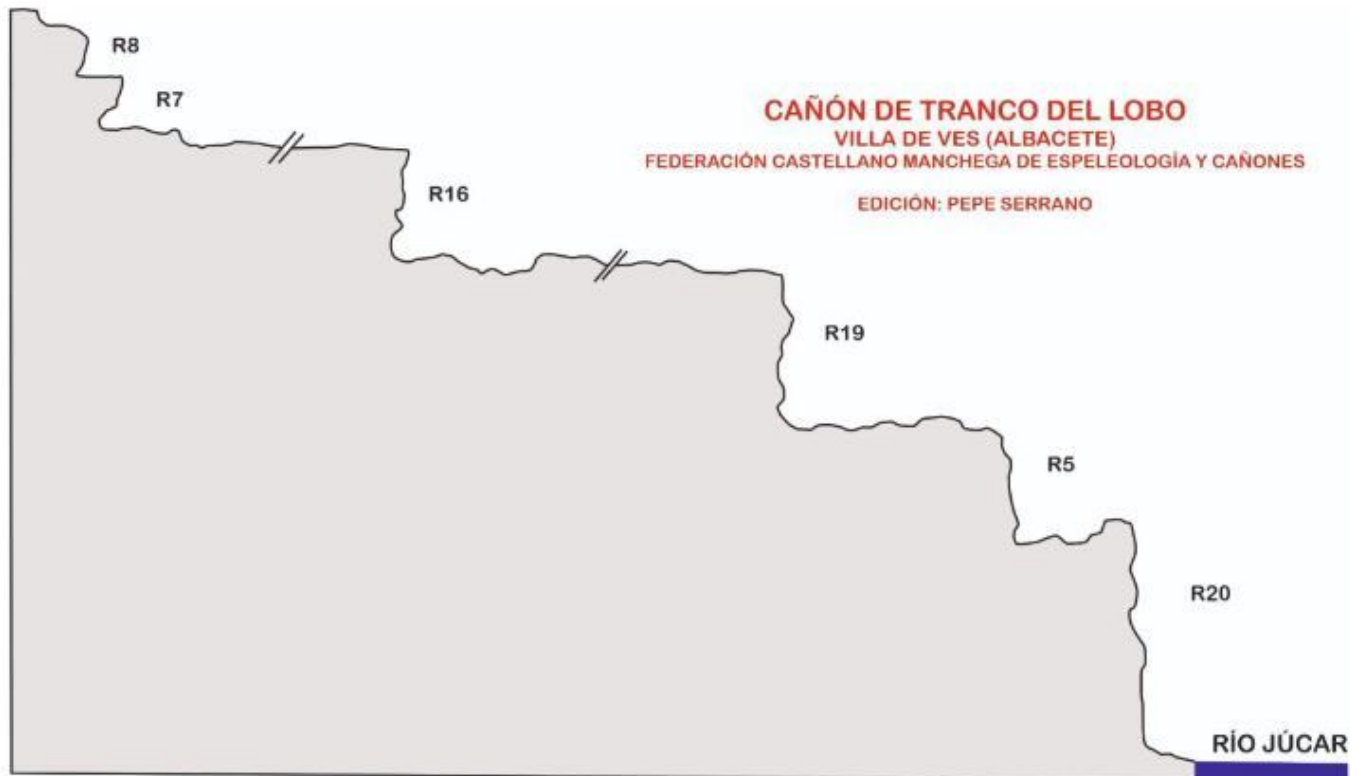 R8
R7
CAÑÓN DE TRANCO DEL LOBO
VILLA DE VES (ALBACETE)
FEDERACIÓN CASTELLANO MANCHEGA DE ESPELEOLOGÍA Y CAÑONES
EDICIÓN: PEPE SERRANO
R16
R19
R5
R20
RÍO JÚCAR